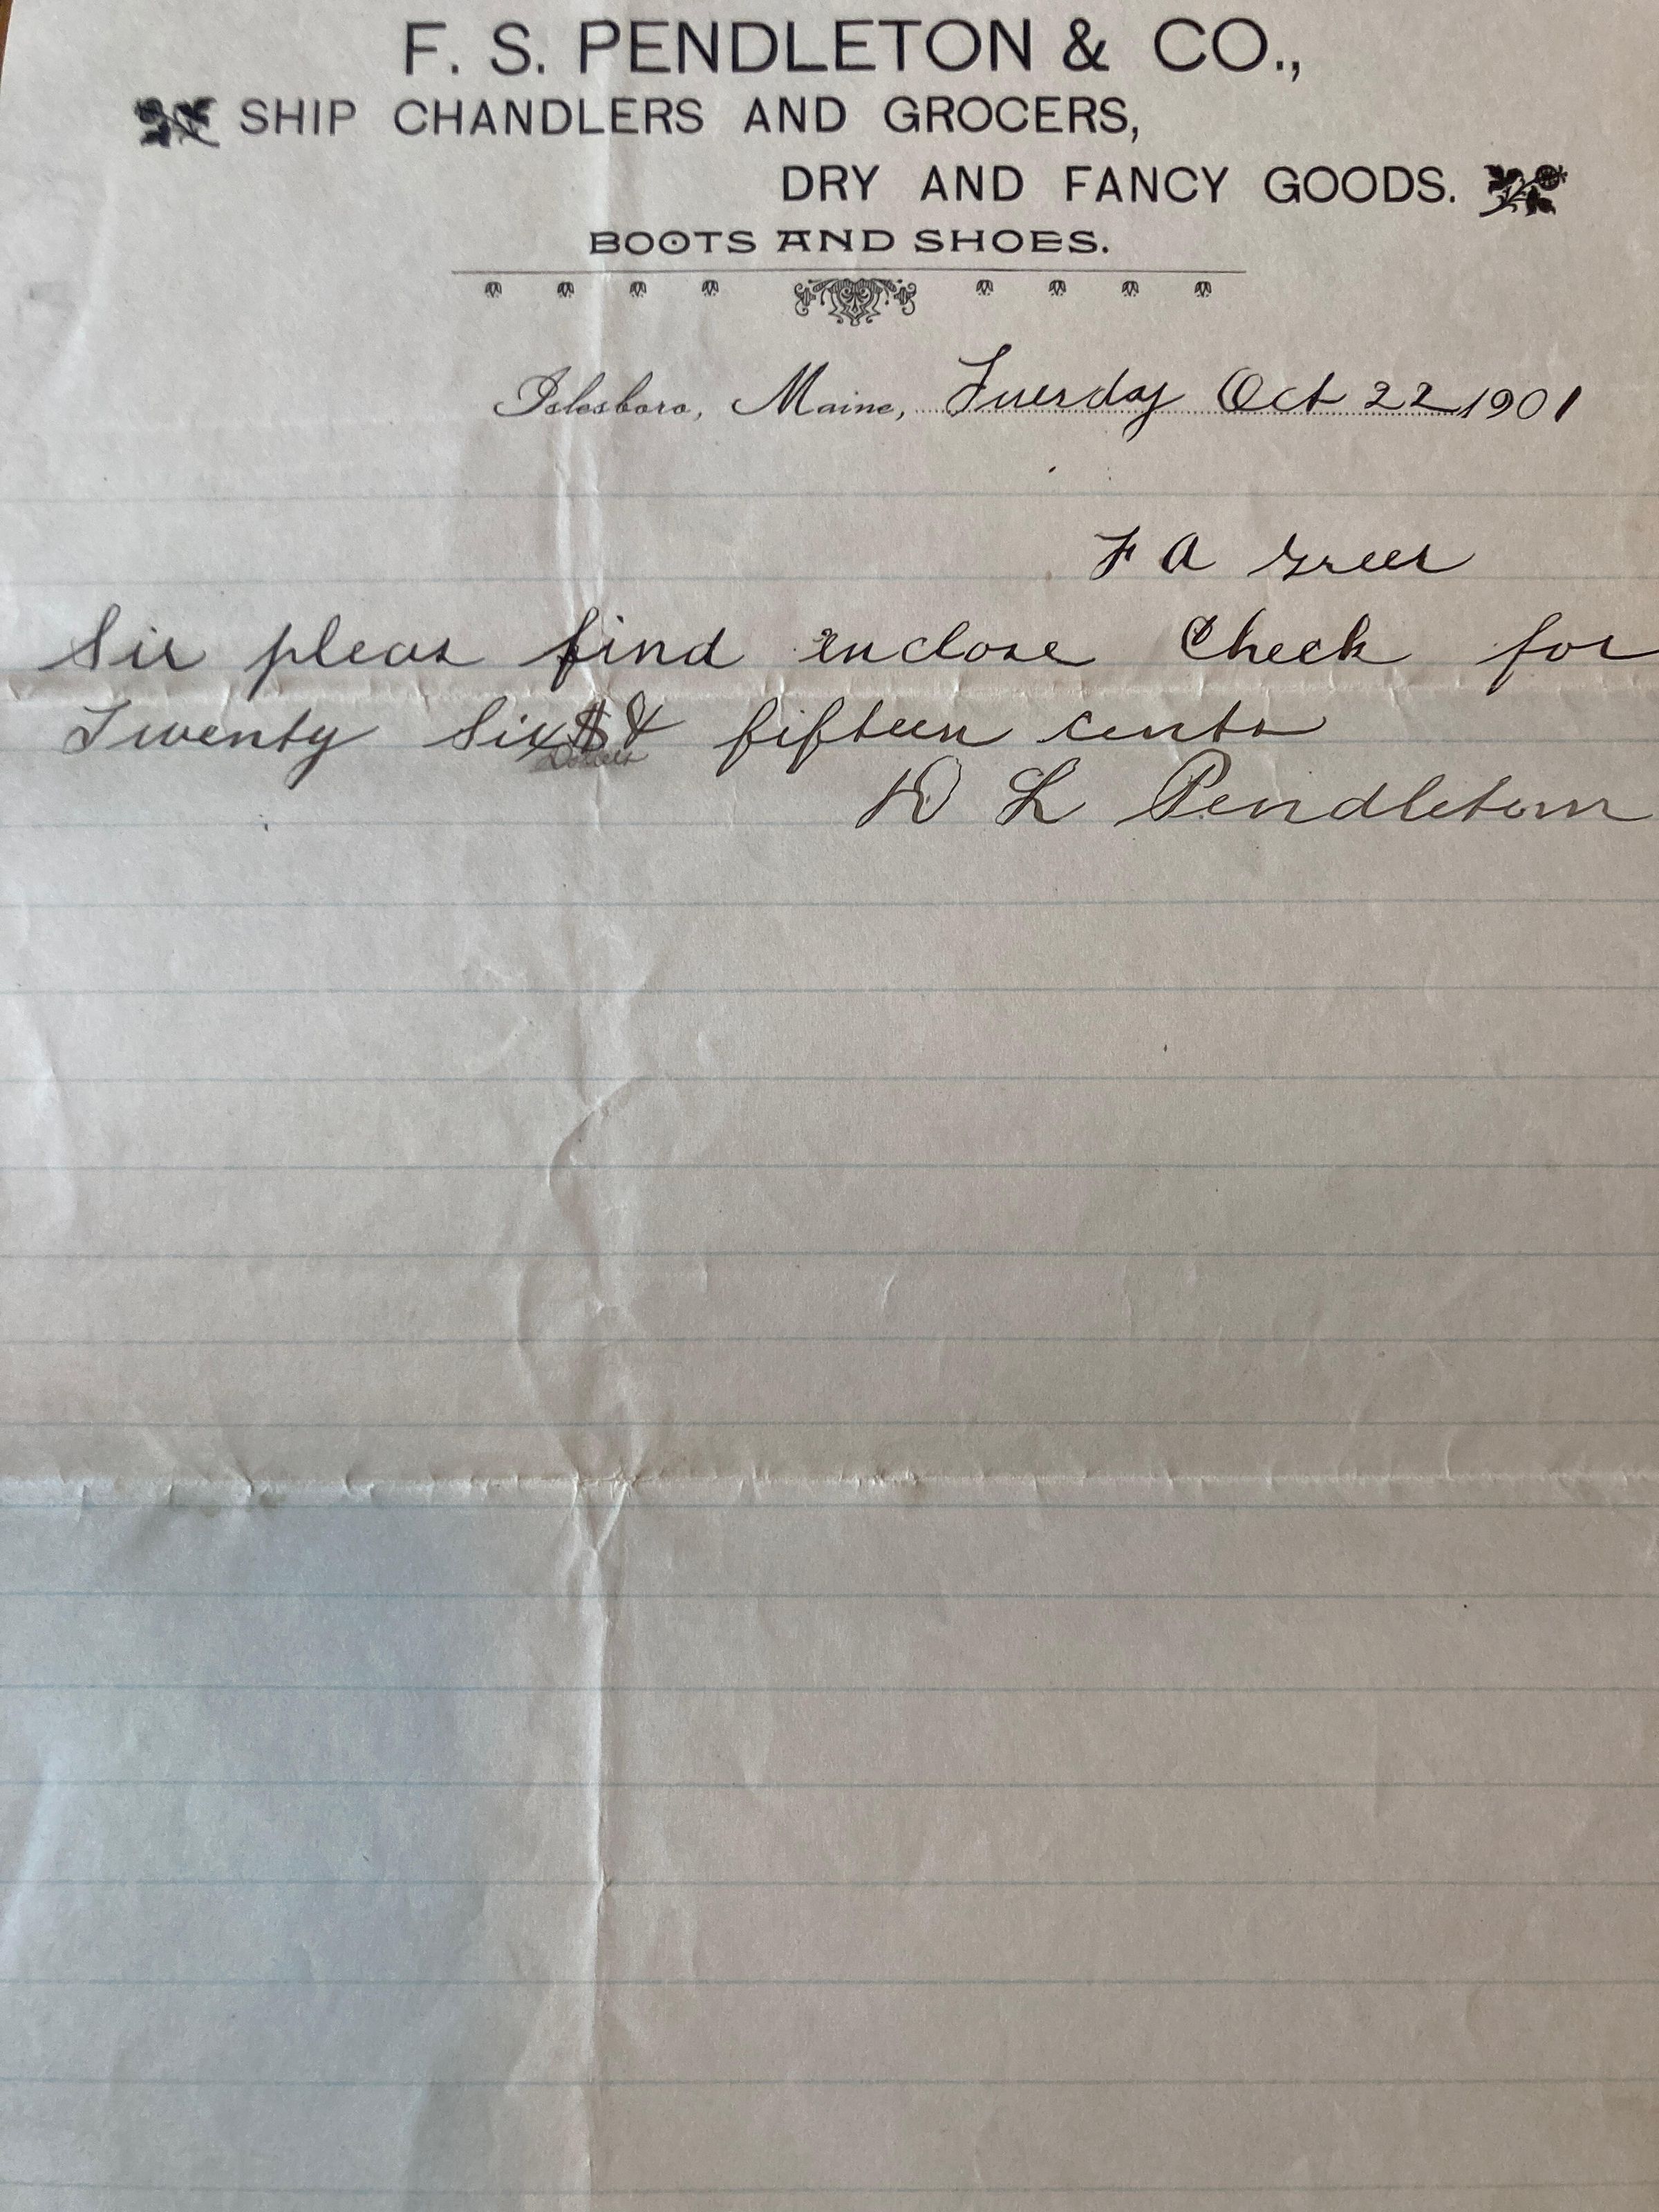 F. S. PENDLETON & CO.,
SHIP CHANDLERS AND GROCERS,
DRY AND FANCY GOODS.
BOOTS AND SHOES.
Islesboro, Maine, Tuesday Oct 22 1901
F A Greer
Sir pleas find enclose Check for
Twenty Six $ & fifteen cents
Dollars
D L Pendleton